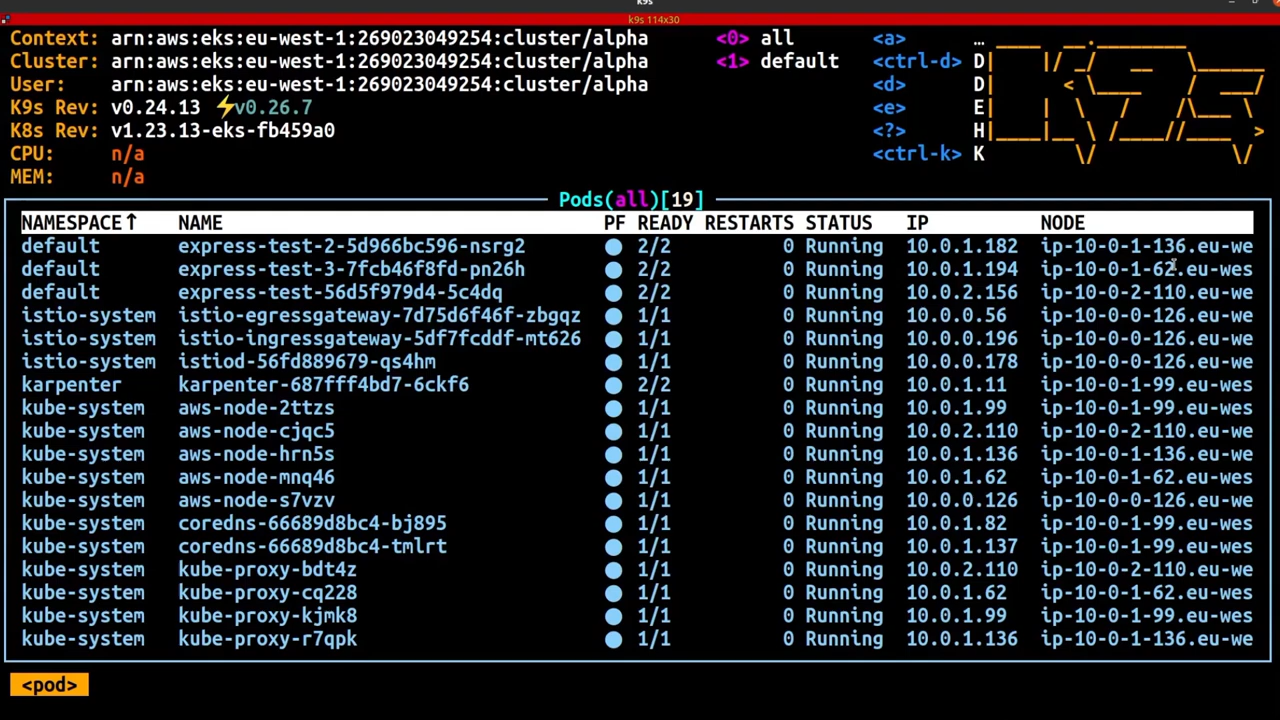 k9s
k9s 114x30
Context: arn:aws:eks:eu-west-1:269023049254:cluster/alpha <0> all <a> …
Cluster: arn:aws:eks:eu-west-1:269023049254:cluster/alpha <1> default <ctrl-d> D
User: arn:aws:eks:eu-west-1:269023049254:cluster/alpha <d> D
K9s Rev: v0.24.13 ⚡v0.26.7 <e> E
K8s Rev: v1.23.13-eks-fb459a0 <?> H
CPU: n/a <ctrl-k> K
MEM: n/a
Pods(all)[19]
NAMESPACE↑ NAME PF READY RESTARTS STATUS IP NODE
default express-test-2-5d966bc596-nsrg2 ● 2/2 0 Running 10.0.1.182 ip-10-0-1-136.eu-we
default express-test-3-7fcb46f8fd-pn26h ● 2/2 0 Running 10.0.1.194 ip-10-0-1-62.eu-wes
default express-test-56d5f979d4-5c4dq ● 2/2 0 Running 10.0.2.156 ip-10-0-2-110.eu-we
istio-system istio-egressgateway-7d75d6f46f-zbgqz ● 1/1 0 Running 10.0.0.56 ip-10-0-0-126.eu-we
istio-system istio-ingressgateway-5df7fcddf-mt626 ● 1/1 0 Running 10.0.0.196 ip-10-0-0-126.eu-we
istio-system istiod-56fd889679-qs4hm ● 1/1 0 Running 10.0.0.178 ip-10-0-0-126.eu-we
karpenter karpenter-687fff4bd7-6ckf6 ● 2/2 0 Running 10.0.1.11 ip-10-0-1-99.eu-wes
kube-system aws-node-2ttzs ● 1/1 0 Running 10.0.1.99 ip-10-0-1-99.eu-wes
kube-system aws-node-cjqc5 ● 1/1 0 Running 10.0.2.110 ip-10-0-2-110.eu-we
kube-system aws-node-hrn5s ● 1/1 0 Running 10.0.1.136 ip-10-0-1-136.eu-we
kube-system aws-node-mnq46 ● 1/1 0 Running 10.0.1.62 ip-10-0-1-62.eu-wes
kube-system aws-node-s7vzv ● 1/1 0 Running 10.0.0.126 ip-10-0-0-126.eu-we
kube-system coredns-66689d8bc4-bj895 ● 1/1 0 Running 10.0.1.82 ip-10-0-1-99.eu-wes
kube-system coredns-66689d8bc4-tmlrt ● 1/1 0 Running 10.0.1.137 ip-10-0-1-99.eu-wes
kube-system kube-proxy-bdt4z ● 1/1 0 Running 10.0.2.110 ip-10-0-2-110.eu-we
kube-system kube-proxy-cq228 ● 1/1 0 Running 10.0.1.62 ip-10-0-1-62.eu-wes
kube-system kube-proxy-kjmk8 ● 1/1 0 Running 10.0.1.99 ip-10-0-1-99.eu-wes
kube-system kube-proxy-r7qpk ● 1/1 0 Running 10.0.1.136 ip-10-0-1-136.eu-we
<pod>